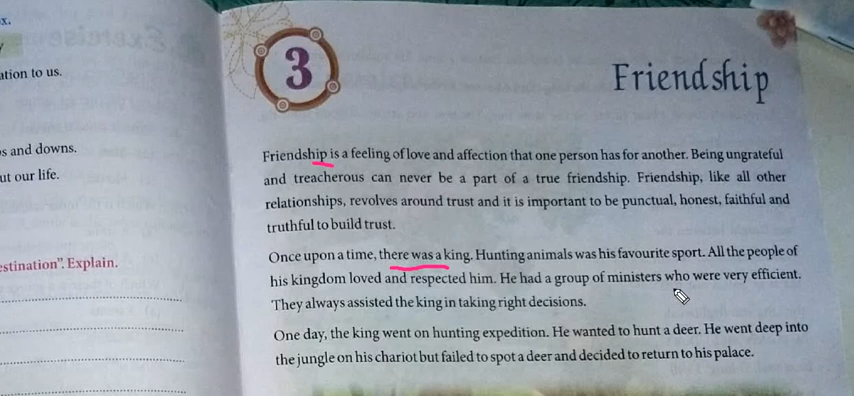 x.
ation to us.
s and downs.
ut our life.
estination". Explain.
3
Friendship
Friendship is a feeling of love and affection that one person has for another. Being ungrateful
and treacherous can never be a part of a true friendship. Friendship, like all other
relationships, revolves around trust and it is important to be punctual, honest, faithful and
truthful to build trust.
Once upon a time, there was a king. Hunting animals was his favourite sport. All the people of
his kingdom loved and respected him. He had a group of ministers who were very efficient.
They always assisted the king in taking right decisions.
One day, the king went on hunting expedition. He wanted to hunt a deer. He went deep into
the jungle on his chariot but failed to spot a deer and decided to return to his palace.